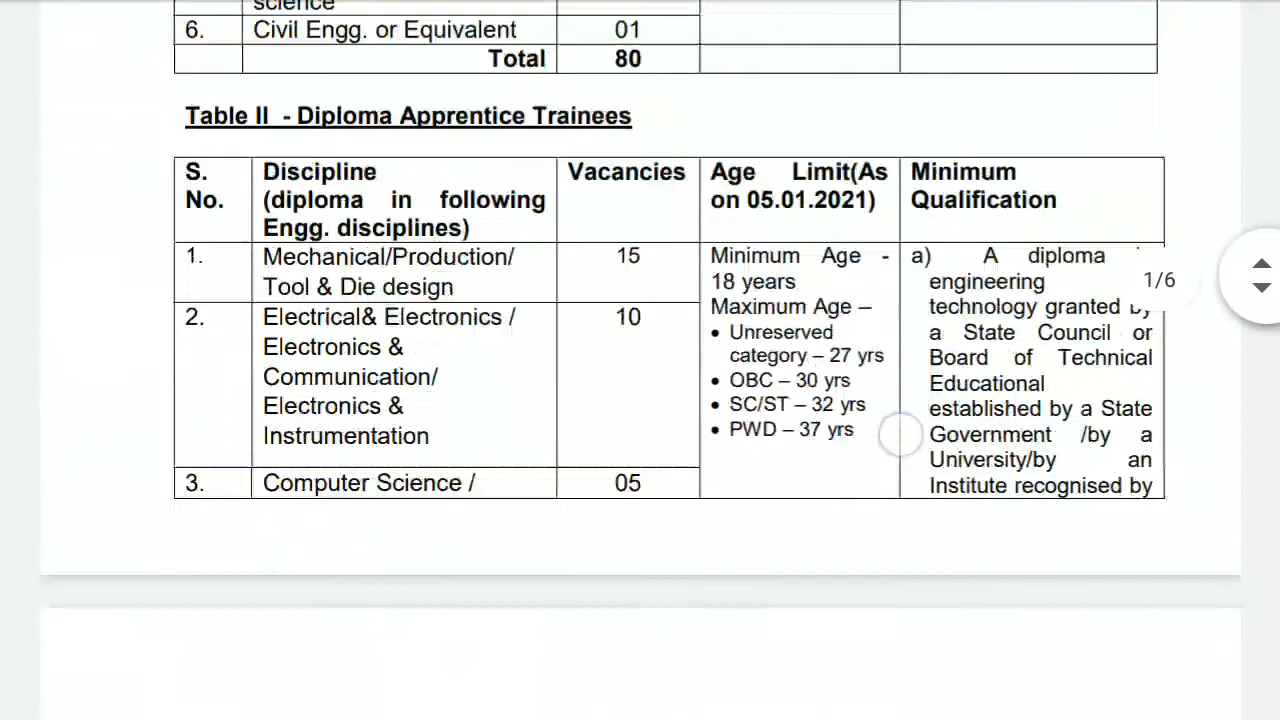 science
6. Civil Engg. or Equivalent 01
Total 80
Table II - Diploma Apprentice Trainees
S. No.
Discipline
(diploma in following
Engg. disciplines)
Vacancies
Age Limit(As
on 05.01.2021)
Minimum
Qualification
1.
Mechanical/Production/
Tool & Die design
15
Minimum Age -
18 years
Maximum Age –
• Unreserved
category – 27 yrs
• OBC – 30 yrs
• SC/ST – 32 yrs
• PWD – 37 yrs
a) A diploma
engineering
technology granted by
a State Council or
Board of Technical
Educational
established by a State
Government /by a
University/by an
Institute recognised by
2.
Electrical& Electronics /
Electronics &
Communication/
Electronics &
Instrumentation
10
3.
Computer Science /
05
1/6